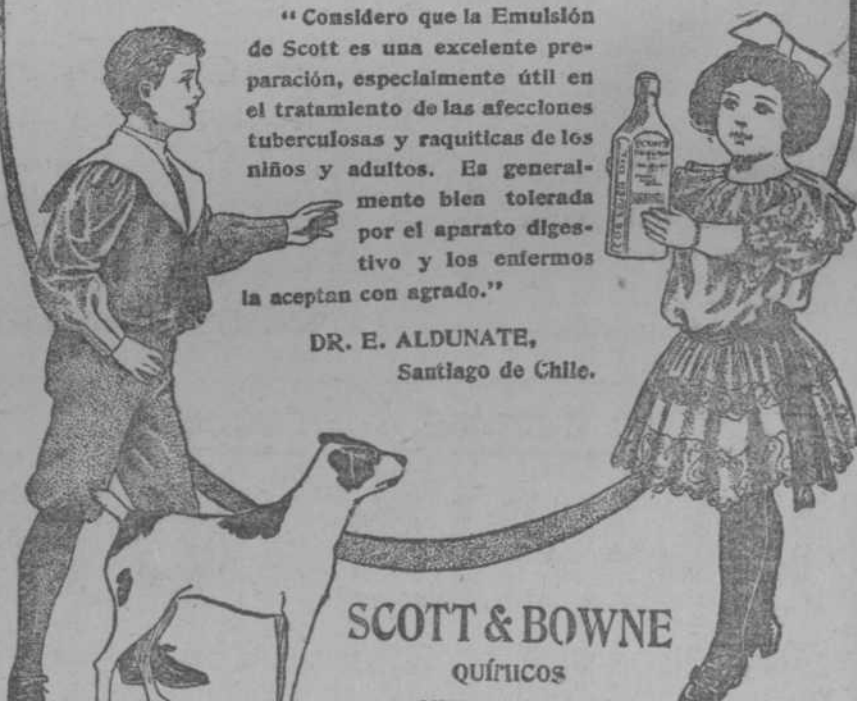 “ Considero que la Emulsión
de Scott es una excelente pre-
paración, especialmente útil en
el tratamiento de las afecciones
tuberculosas y raquiticas de los
niños y adultos. Es general-
mente bien tolerada
por el aparato diges-
tivo y los enfermos
la aceptan con agrado.”
DR. E. ALDUNATE,
Santiago de Chile.
SCOTT & BOWNE
QUÍMICOS